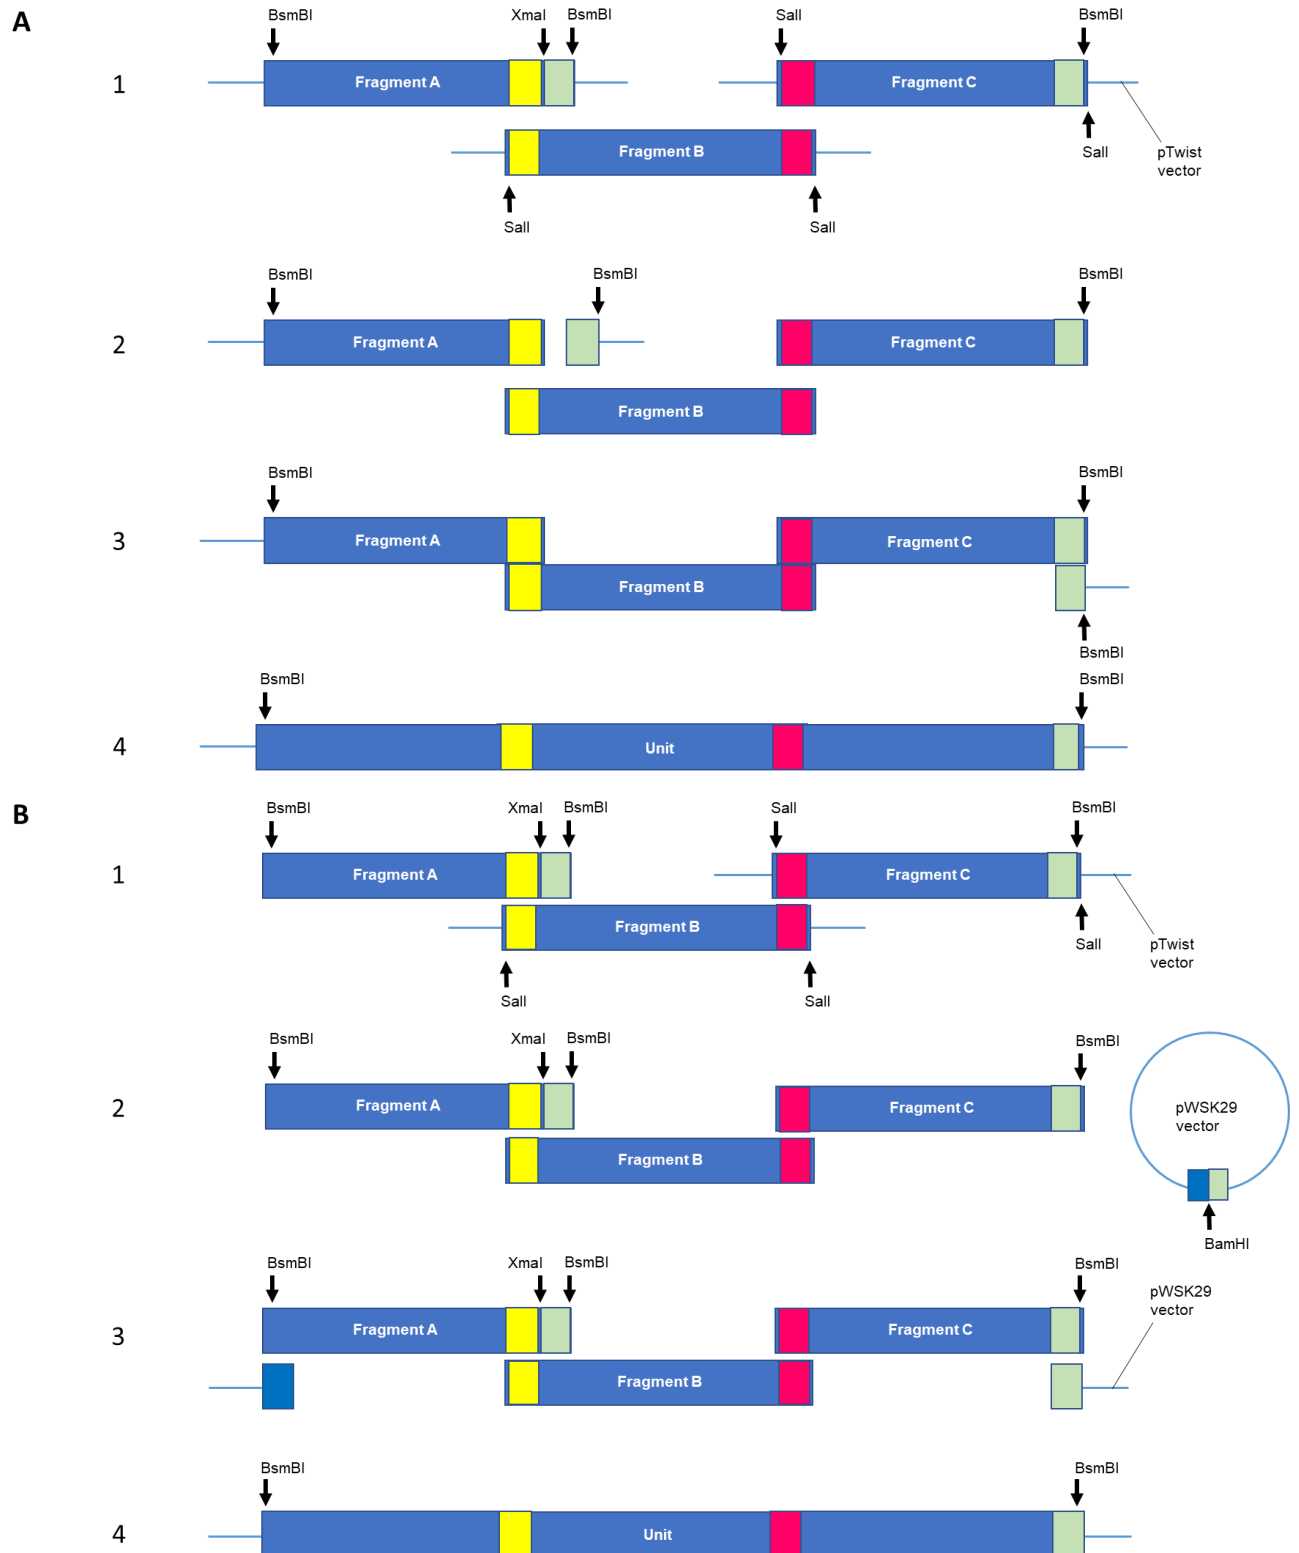 A
BsmBI XmaI BsmBI SalI BsmBI
1 Fragment A Fragment C
Fragment B
SalI pTwist
vector
SalI SalI
BsmBI BsmBI BsmBI
2 Fragment A Fragment C
Fragment B
BsmBI BsmBI
3 Fragment A Fragment C
Fragment B
BsmBI
BsmBI BsmBI
4 Unit
B
BsmBI XmaI BsmBI SalI BsmBI
1 Fragment A Fragment C
Fragment B
SalI pTwist
vector
SalI SalI
BsmBI XmaI BsmBI BsmBI
2 Fragment A Fragment C pWSK29
vector
Fragment B
BamHI
BsmBI XmaI BsmBI BsmBI
pWSK29
vector
3 Fragment A Fragment C
Fragment B
BsmBI BsmBI
4 Unit